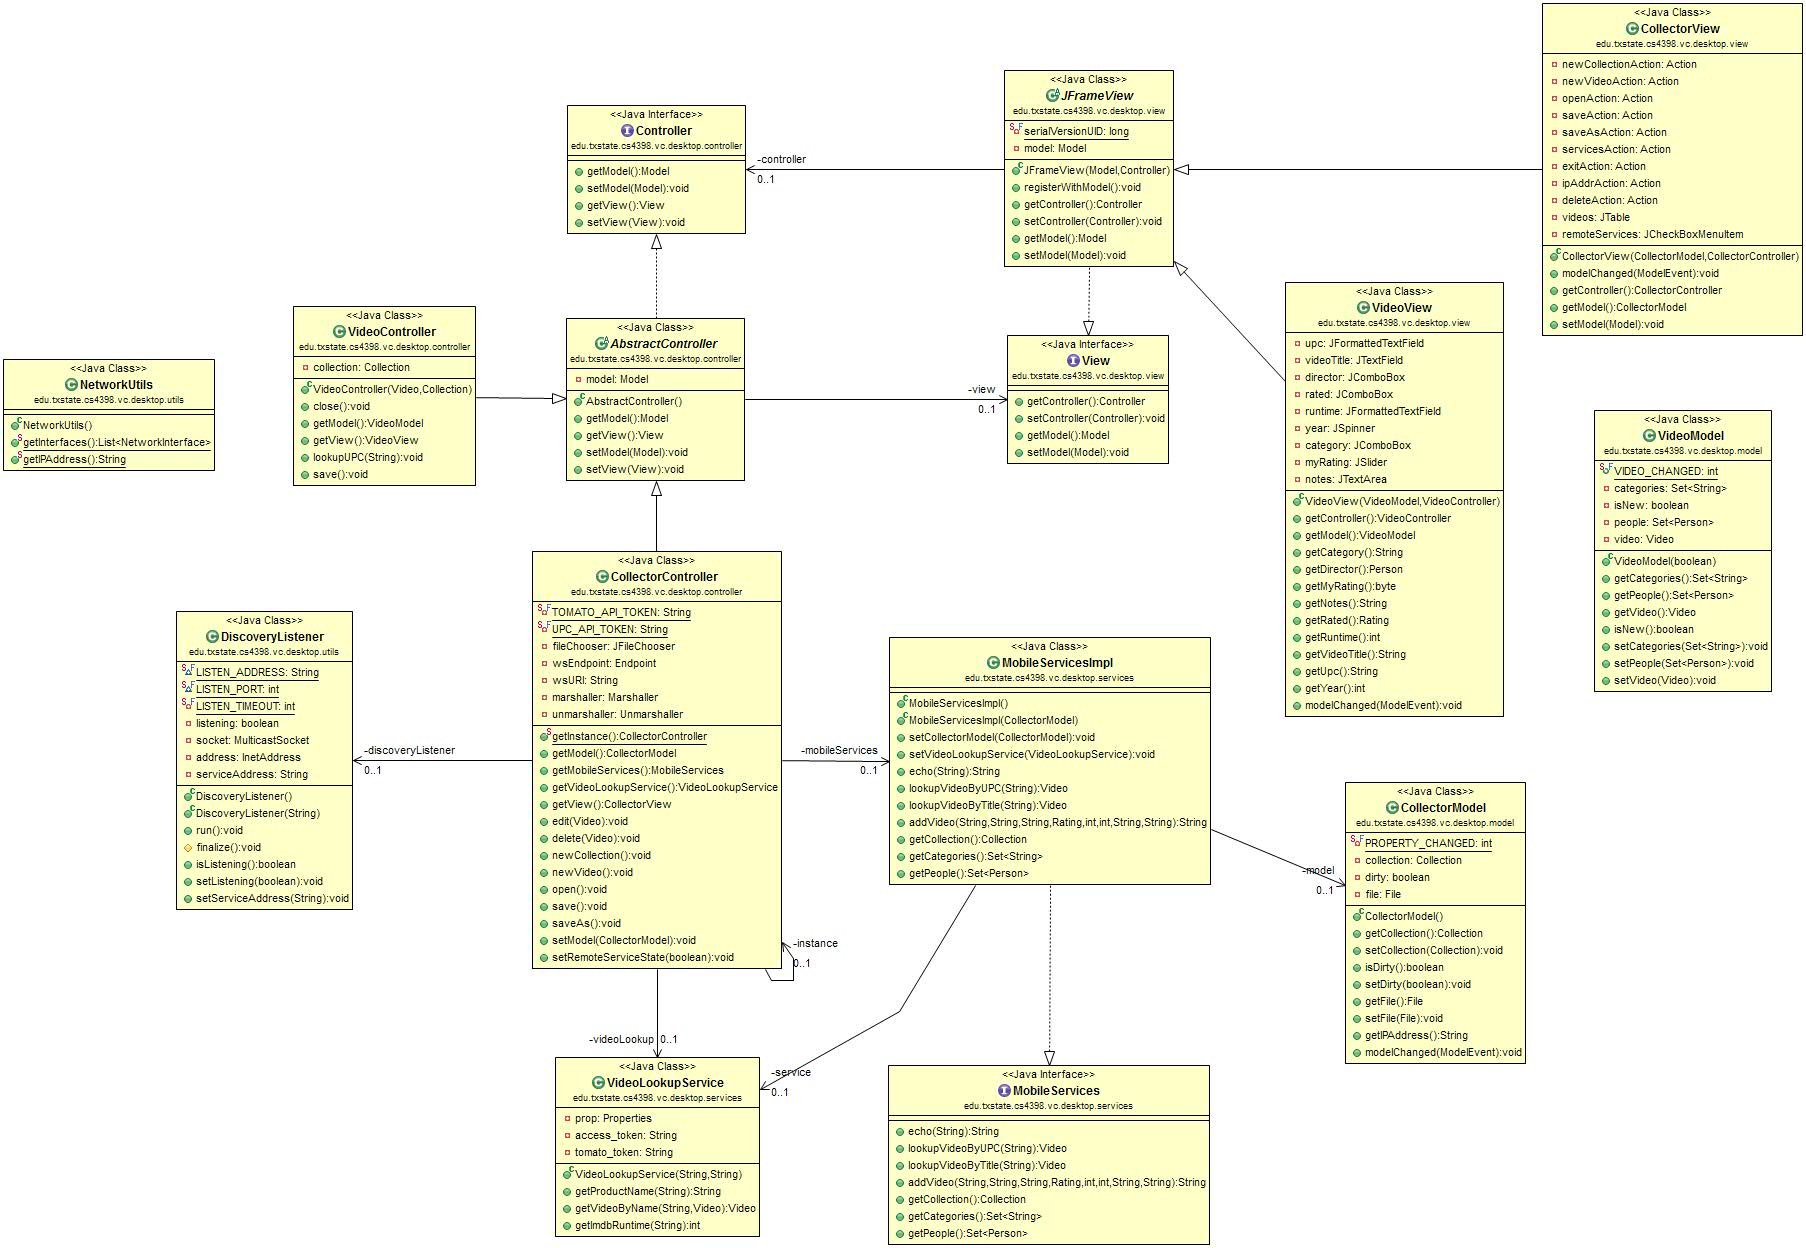 <<Java Class>>
CollectorView
edu.txstate.cs4398.vc.desktop.view
newCollectionAction: Action
newVideoAction: Action
openAction: Action
saveAction: Action
saveAsAction: Action
servicesAction: Action
exitAction: Action
ipAddrAction: Action
deleteAction: Action
videos: JTable
remoteServices: JCheckBoxMenuItem
CollectorView(CollectorModel,CollectorController)
modelChanged(ModelEvent):void
getController():CollectorController
getModel():CollectorModel
setModel(Model):void
<<Java Class>>
JFrameView
edu.txstate.cs4398.vc.desktop.view
serialVersionUID: long
model: Model
JFrameView(Model,Controller)
registerWithModel():void
getController():Controller
setController(Controller):void
getModel():Model
setModel(Model):void
<<Java Interface>>
Controller
edu.txstate.cs4398.vc.desktop.controller
getModel():Model
setModel(Model):void
getView():View
setView(View):void
-controller
0..1
<<Java Class>>
VideoController
edu.txstate.cs4398.vc.desktop.controller
collection: Collection
VideoController(Video,Collection)
close():void
getModel():VideoModel
getView():VideoView
lookupUPC(String):void
save():void
<<Java Class>>
AbstractController
edu.txstate.cs4398.vc.desktop.controller
model: Model
AbstractController()
getModel():Model
getView():View
setModel(Model):void
setView(View):void
-view
0..1
<<Java Interface>>
View
edu.txstate.cs4398.vc.desktop.view
getController():Controller
setController(Controller):void
getModel():Model
setModel(Model):void
<<Java Class>>
VideoView
edu.txstate.cs4398.vc.desktop.view
upc: JFormattedTextField
videoTitle: JTextField
director: JComboBox
rated: JComboBox
runtime: JFormattedTextField
year: JSpinner
category: JComboBox
myRating: JSlider
notes: JTextArea
VideoView(VideoModel,VideoController)
getController():VideoController
getModel():VideoModel
getCategory():String
getDirector():Person
getMyRating():byte
getNotes():String
getRated():Rating
getRuntime():int
getVideoTitle():String
getUpc():String
getYear():int
modelChanged(ModelEvent):void
<<Java Class>>
NetworkUtils
edu.txstate.cs4398.vc.desktop.utils
NetworkUtils()
getInterfaces():List<NetworkInterface>
getIPAddress():String
<<Java Class>>
VideoModel
edu.txstate.cs4398.vc.desktop.model
VIDEO_CHANGED: int
categories: Set<String>
isNew: boolean
people: Set<Person>
video: Video
VideoModel(boolean)
getCategories():Set<String>
getPeople():Set<Person>
getVideo():Video
isNew():boolean
setCategories(Set<String>):void
setPeople(Set<Person>):void
setVideo(Video):void
<<Java Class>>
CollectorController
edu.txstate.cs4398.vc.desktop.controller
TOMATO_API_TOKEN: String
UPC_API_TOKEN: String
fileChooser: JFileChooser
wsEndpoint: Endpoint
wsURI: String
marshaller: Marshaller
unmarshaller: Unmarshaller
getInstance():CollectorController
getModel():CollectorModel
getMobileServices():MobileServices
getVideoLookupService():VideoLookupService
getView():CollectorView
edit(Video):void
delete(Video):void
newCollection():void
newVideo():void
open():void
save():void
saveAs():void
setModel(CollectorModel):void
setRemoteServiceState(boolean):void
-instance
0..1
<<Java Class>>
DiscoveryListener
edu.txstate.cs4398.vc.desktop.utils
LISTEN_ADDRESS: String
LISTEN_PORT: int
LISTEN_TIMEOUT: int
listening: boolean
socket: MulticastSocket
address: InetAddress
serviceAddress: String
DiscoveryListener()
DiscoveryListener(String)
run():void
finalize():void
isListening():boolean
setListening(boolean):void
setServiceAddress(String):void
-discoveryListener
0..1
-mobileServices
0..1
<<Java Class>>
MobileServicesImpl
edu.txstate.cs4398.vc.desktop.services
MobileServicesImpl()
MobileServicesImpl(CollectorModel)
setCollectorModel(CollectorModel):void
setVideoLookupService(VideoLookupService):void
echo(String):String
lookupVideoByUPC(String):Video
lookupVideoByTitle(String):Video
addVideo(String,String,String,Rating,int,int,String,String):String
getCollection():Collection
getCategories():Set<String>
getPeople():Set<Person>
-model
0..1
<<Java Class>>
CollectorModel
edu.txstate.cs4398.vc.desktop.model
PROPERTY_CHANGED: int
collection: Collection
dirty: boolean
file: File
CollectorModel()
getCollection():Collection
setCollection(Collection):void
isDirty():boolean
setDirty(boolean):void
getFile():File
setFile(File):void
getIPAddress():String
modelChanged(ModelEvent):void
-videoLookup
0..1
-service
0..1
<<Java Class>>
VideoLookupService
edu.txstate.cs4398.vc.desktop.services
prop: Properties
access_token: String
tomato_token: String
VideoLookupService(String,String)
getProductName(String):String
getVideoByName(String,Video):Video
getImdbRuntime(String):int
<<Java Interface>>
MobileServices
edu.txstate.cs4398.vc.desktop.services
echo(String):String
lookupVideoByUPC(String):Video
lookupVideoByTitle(String):Video
addVideo(String,String,String,Rating,int,int,String,String):String
getCollection():Collection
getCategories():Set<String>
getPeople():Set<Person>